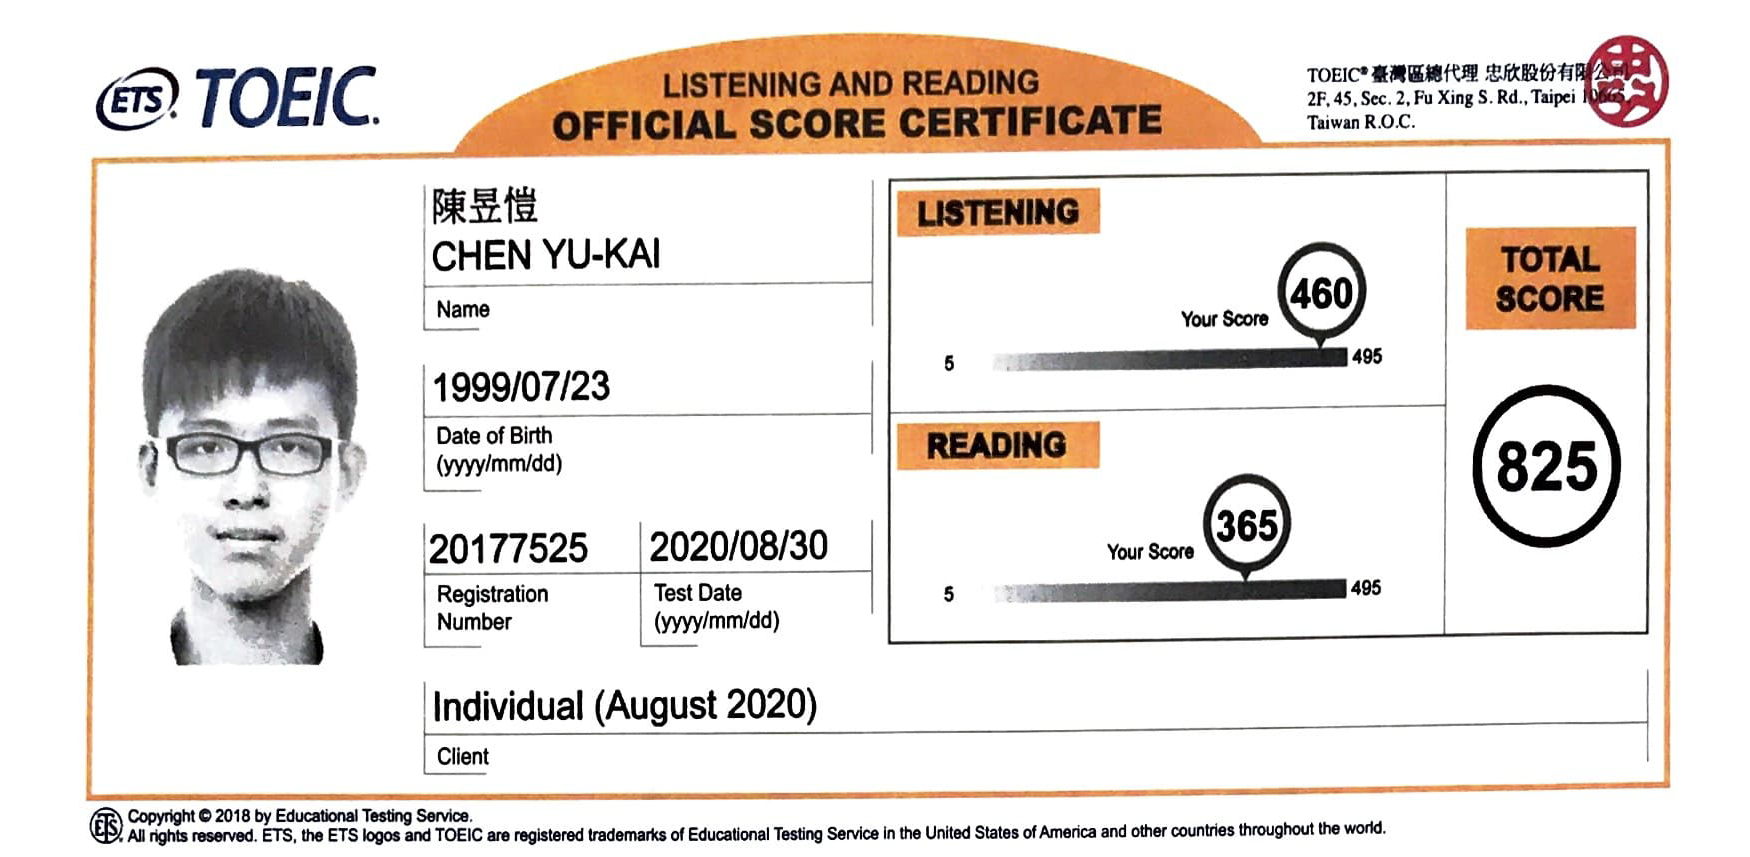 ETS TOEIC.
LISTENING AND READING
OFFICIAL SCORE CERTIFICATE
TOEIC® 臺灣區總代理 忠欣股份有限公司
2F, 45, Sec. 2, Fu Xing S. Rd., Taipei 10665,
Taiwan R.O.C.
陳昱愷
CHEN YU-KAI
Name
1999/07/23
Date of Birth
(yyyy/mm/dd)
20177525
Registration
Number
2020/08/30
Test Date
(yyyy/mm/dd)
LISTENING
Your Score
460
5
495
READING
Your Score
365
5
495
TOTAL
SCORE
825
Individual (August 2020)
Client
ETS Copyright © 2018 by Educational Testing Service.
All rights reserved. ETS, the ETS logos and TOEIC are registered trademarks of Educational Testing Service in the United States of America and other countries throughout the world.